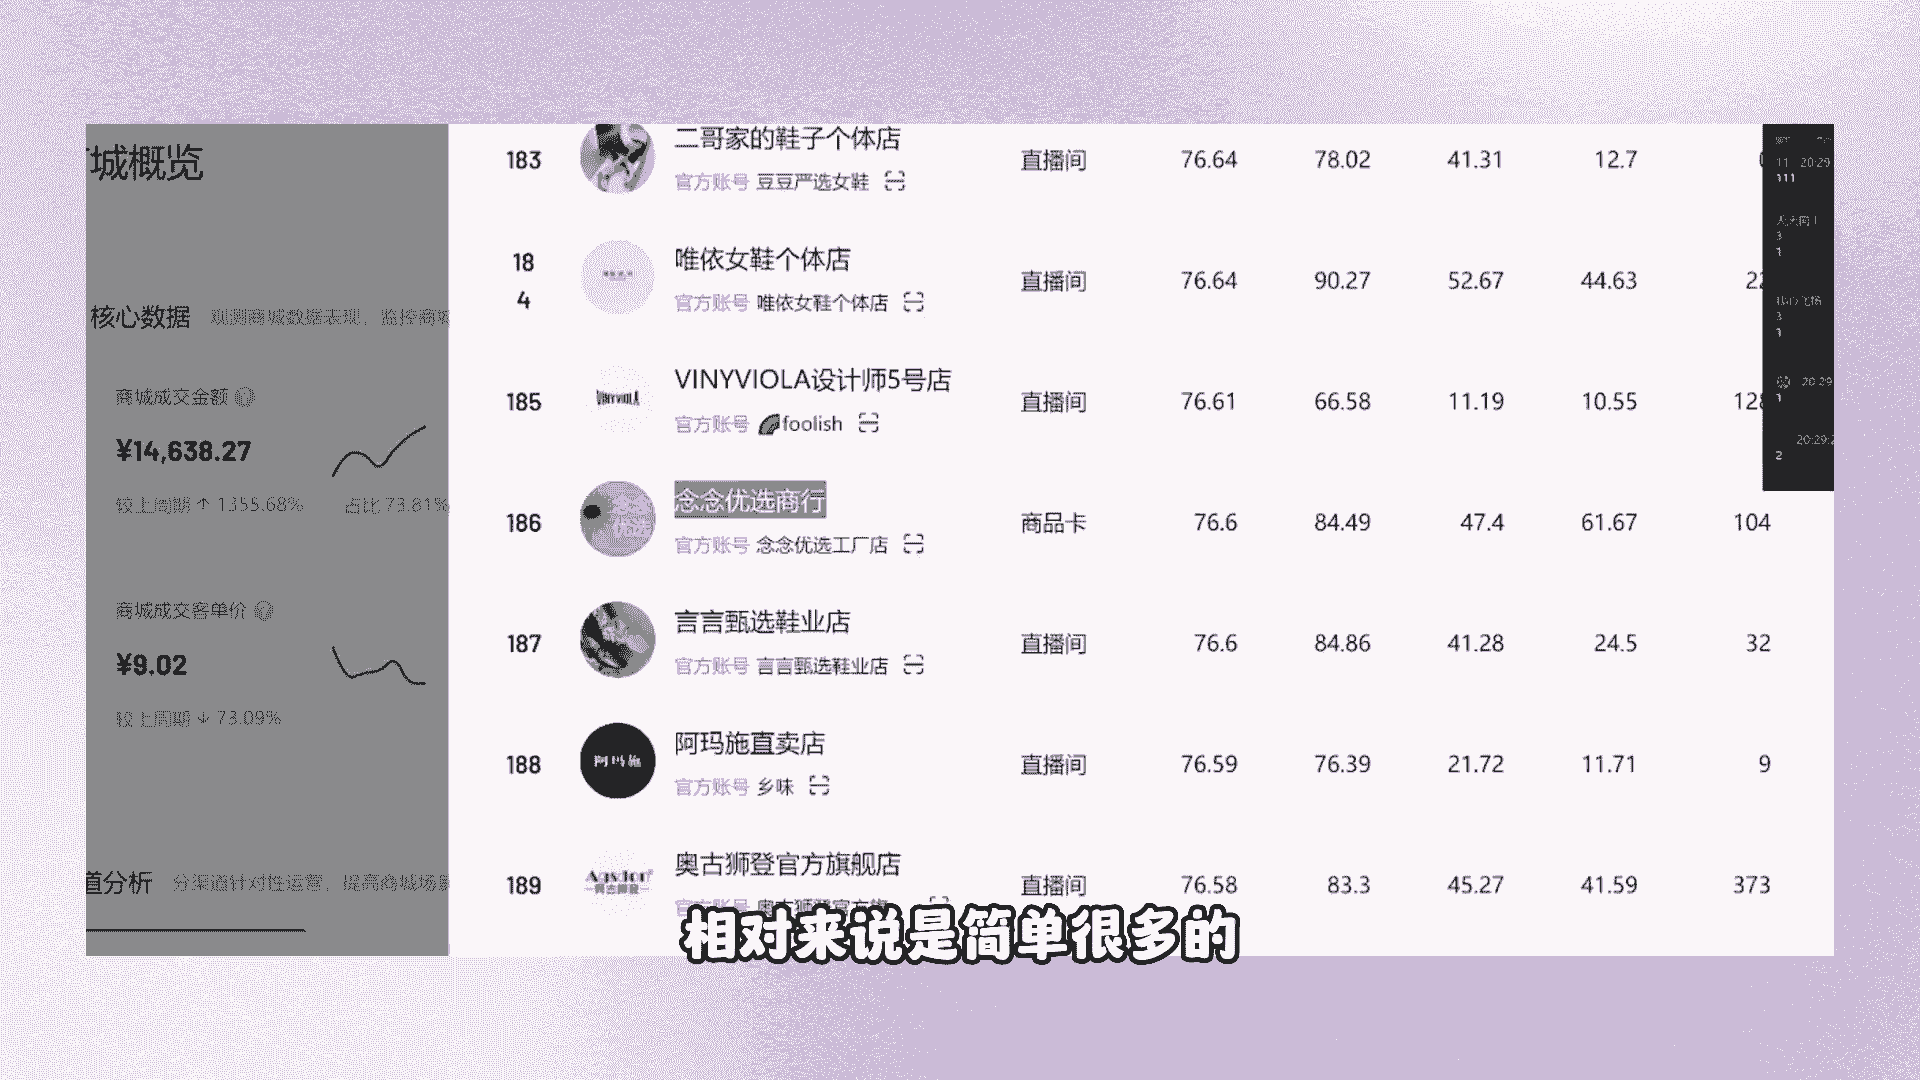 城概览
核心数据 观测商城数据表现，监控商城
商城成交金额
¥14,638.27
较上周期 ↑ 1355.68% 占比 73.81%
商城成交客单价
¥9.02
较上周期 ↓ 73.09%
道分析 分渠道针对性运营，提高商城场景
183 二哥家的鞋子个体店 直播间 76.64 78.02 41.31 12.7
官方账号 豆豆严选女鞋
184 唯依女鞋个体店 直播间 76.64 90.27 52.67 44.63 22
官方账号 唯依女鞋个体店
185 VINYVIOLA设计师5号店 直播间 76.61 66.58 11.19 10.55 128
VINYVIOLA
官方账号 foolish
186 念念优选商行 商品卡 76.6 84.49 47.4 61.67 104
官方账号 念念优选工厂店
187 言言甄选鞋业店 直播间 76.6 84.86 41.28 24.5 32
官方账号 言言甄选鞋业店
188 阿玛施直卖店 直播间 76.59 76.39 21.72 11.71 9
阿玛施
官方账号 乡味
189 奥古狮登官方旗舰店 直播间 76.58 83.3 45.27 41.59 373
官方账号 奥古狮登官方旗
11 20:29
111
3
1
3
1
20:29
1
20:29:2
2
相对来说是简单很多的